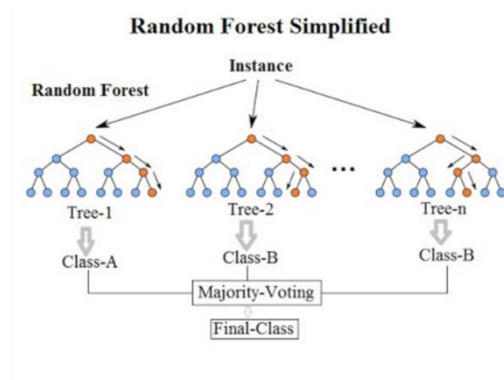 Random Forest Simplified
Instance
Random Forest
...
Tree-1 Tree-2 Tree-n
Class-A Class-B Class-B
Majority-Voting
Final-Class